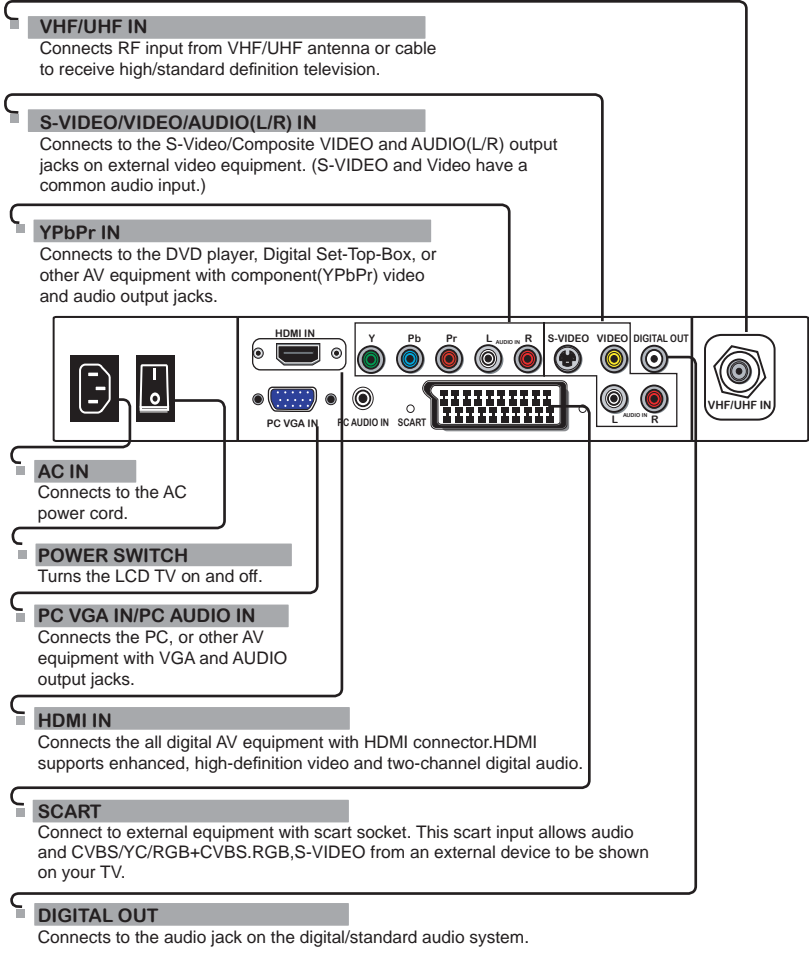 VHF/UHF IN
Connects RF input from VHF/UHF antenna or cable
to receive high/standard definition television.
S-VIDEO/VIDEO/AUDIO(L/R) IN
Connects to the S-Video/Composite VIDEO and AUDIO(L/R) output
jacks on external video equipment. (S-VIDEO and Video have a
common audio input.)
YPbPr IN
Connects to the DVD player, Digital Set-Top-Box, or
other AV equipment with component(YPbPr) video
and audio output jacks.
HDMI IN
Y Pb Pr L AUDIO IN R
S-VIDEO VIDEO DIGITAL OUT
VHF/UHF IN
PC VGA IN PC AUDIO IN SCART
L AUDIO IN R
AC IN
Connects to the AC
power cord.
POWER SWITCH
Turns the LCD TV on and off.
PC VGA IN/PC AUDIO IN
Connects the PC, or other AV
equipment with VGA and AUDIO
output jacks.
HDMI IN
Connects the all digital AV equipment with HDMI connector.HDMI
supports enhanced, high-definition video and two-channel digital audio.
SCART
Connect to external equipment with scart socket. This scart input allows audio
and CVBS/YC/RGB+CVBS.RGB,S-VIDEO from an external device to be shown
on your TV.
DIGITAL OUT
Connects to the audio jack on the digital/standard audio system.